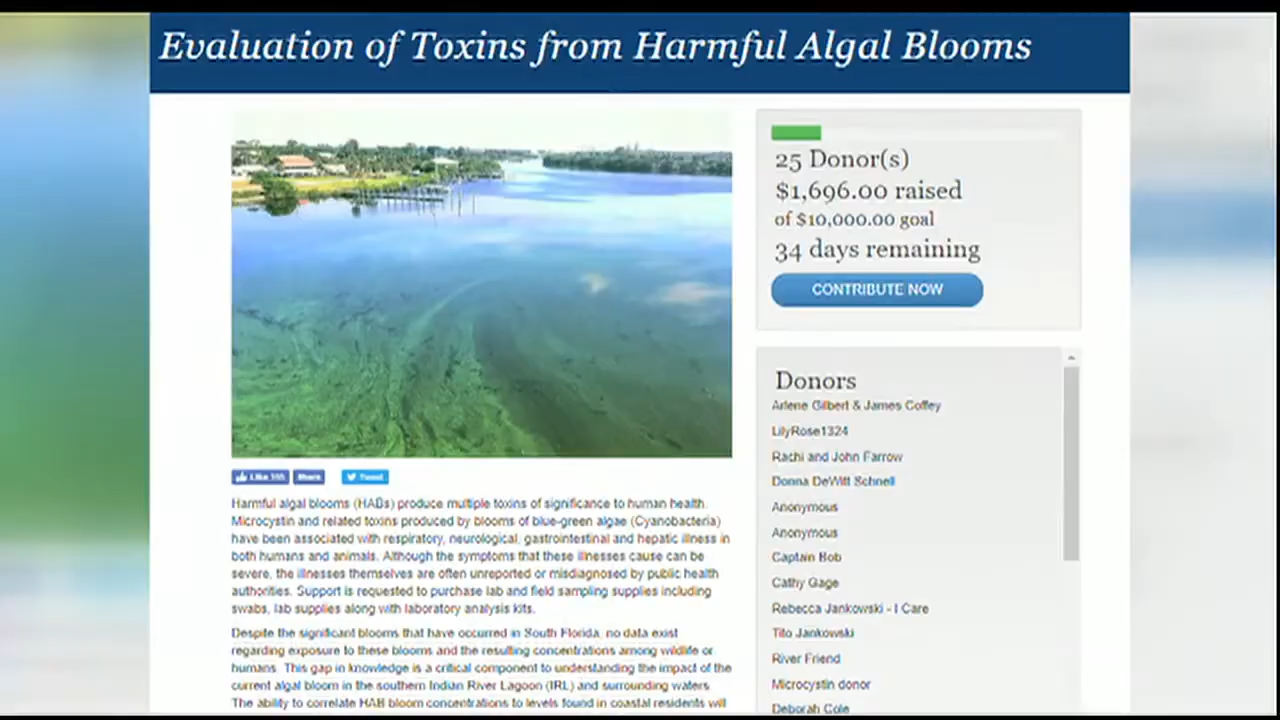 Evaluation of Toxins from Harmful Algal Blooms
25 Donor(s)
$1,696.00 raised
of $10,000.00 goal
34 days remaining
CONTRIBUTE NOW
Donors
Arlene Gilbert & James Coffey
LilyRose1324
Rachi and John Farrow
Donna DeWitt Schnell
Anonymous
Anonymous
Captain Bob
Cathy Gage
Rebecca Jankowski - I Care
Tito Jankowski
River Friend
Microcystin donor
Deborah Cole
Like
Share
Tweet
Harmful algal blooms (HABs) produce multiple toxins of significance to human health.
Microcystin and related toxins produced by blooms of blue-green algae (Cyanobacteria)
have been associated with respiratory, neurological, gastrointestinal and hepatic illness in
both humans and animals. Although the symptoms that these illnesses cause can be
severe, the illnesses themselves are often unreported or misdiagnosed by public health
authorities. Support is requested to purchase lab and field sampling supplies including
swabs, lab supplies along with laboratory analysis kits.
Despite the significant blooms that have occurred in South Florida, no data exist
regarding exposure to these blooms and the resulting concentrations among wildlife or
humans. This gap in knowledge is a critical component to understanding the impact of the
current algal bloom in the southern Indian River Lagoon (IRL) and surrounding waters.
The ability to correlate HAB bloom concentrations to levels found in coastal residents will